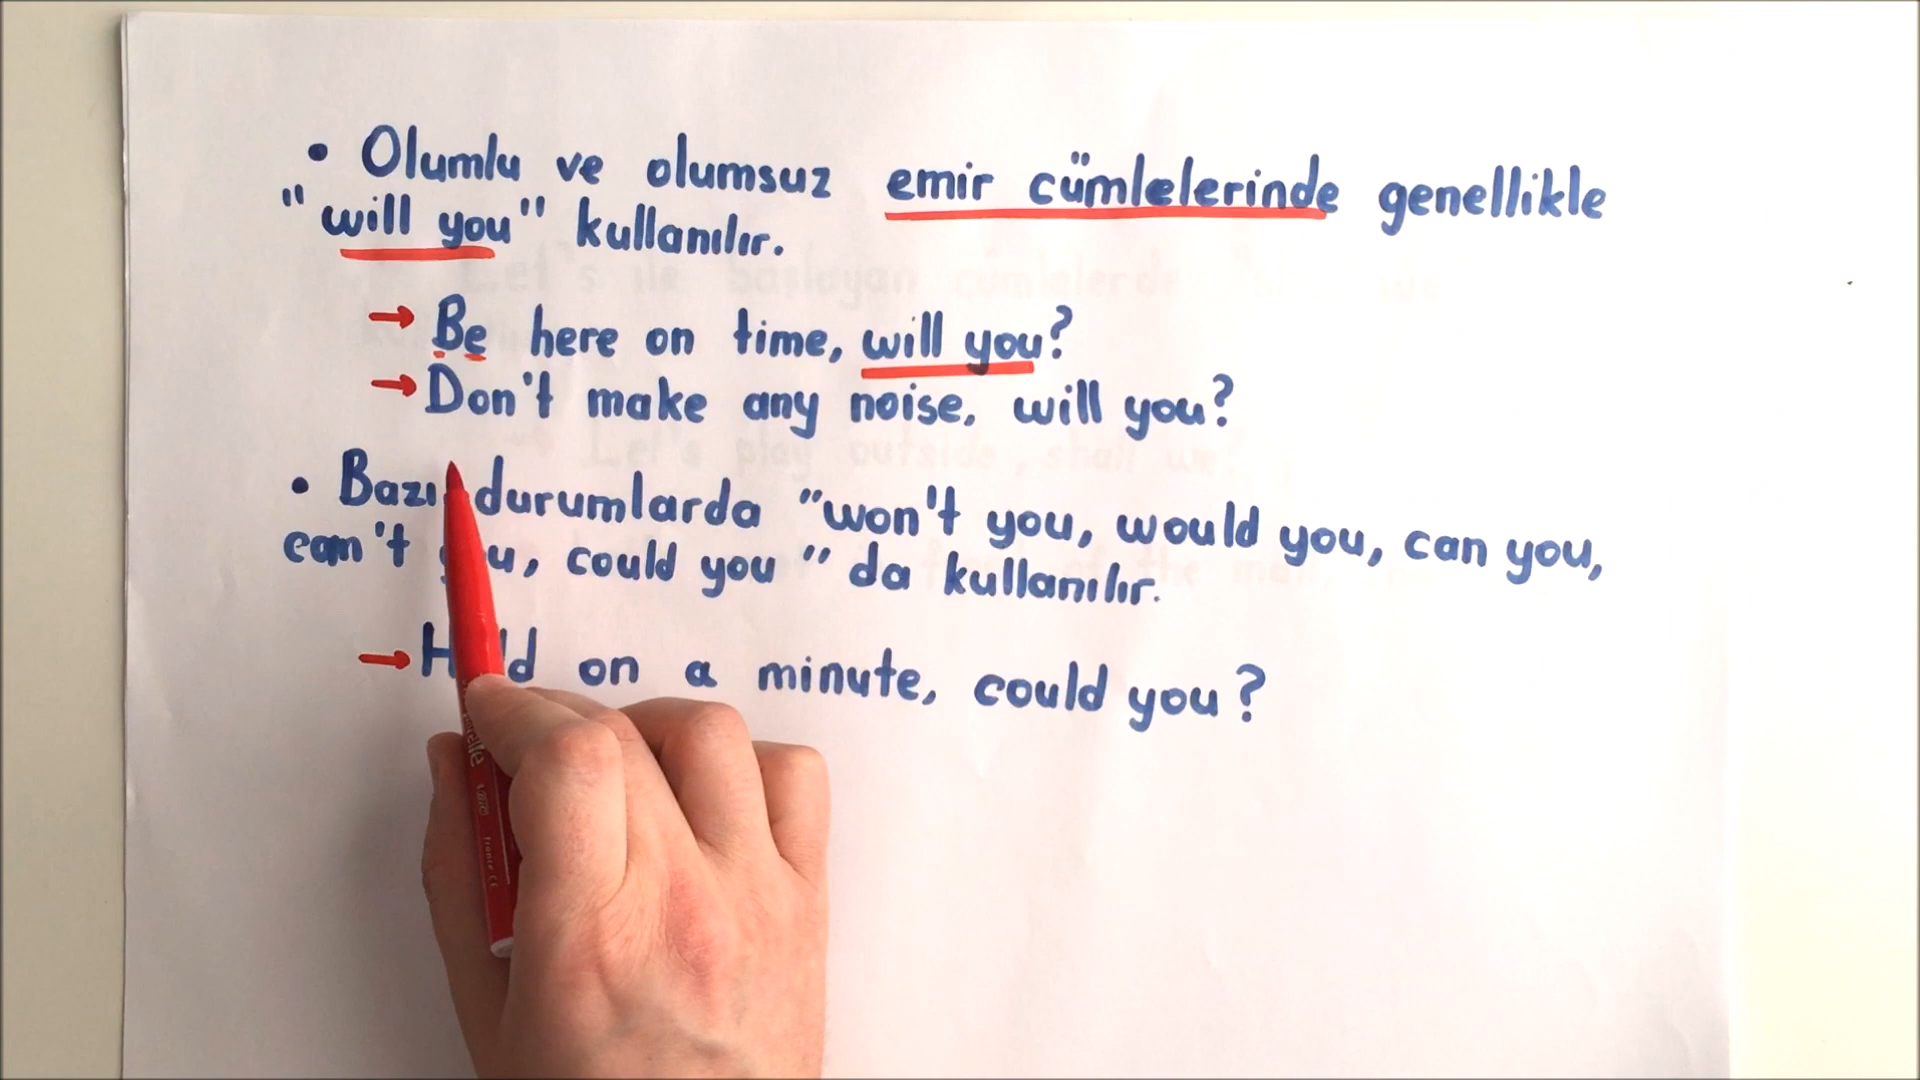 • Olumlu ve olumsuz emir cümlelerinde genellikle
"will you" kullanılır.
→ Be here on time, will you?
→ Don't make any noise, will you?
• Bazı durumlarda "won't you, would you, can you,
can't you, could you" da kullanılır.
→ Hold on a minute, could you?